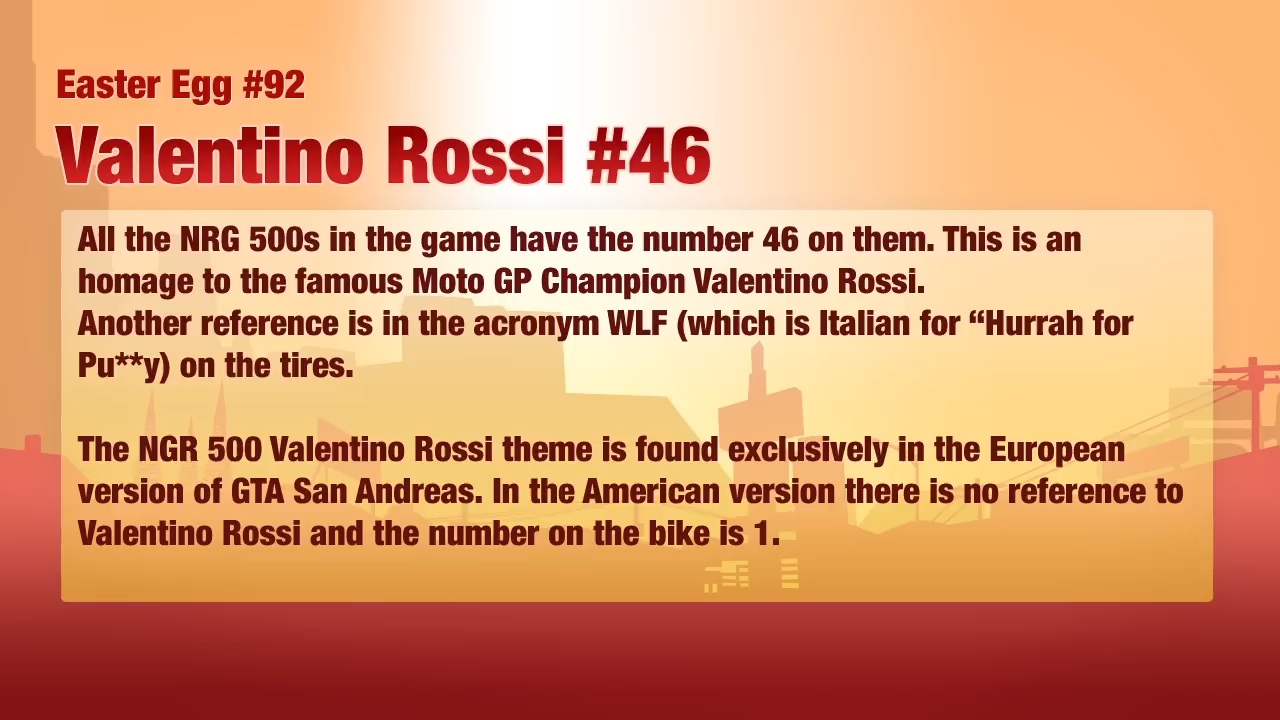 Easter Egg #92
Valentino Rossi #46
All the NRG 500s in the game have the number 46 on them. This is an
homage to the famous Moto GP Champion Valentino Rossi.
Another reference is in the acronym WLF (which is Italian for “Hurrah for
Pu**y) on the tires.
The NGR 500 Valentino Rossi theme is found exclusively in the European
version of GTA San Andreas. In the American version there is no reference to
Valentino Rossi and the number on the bike is 1.